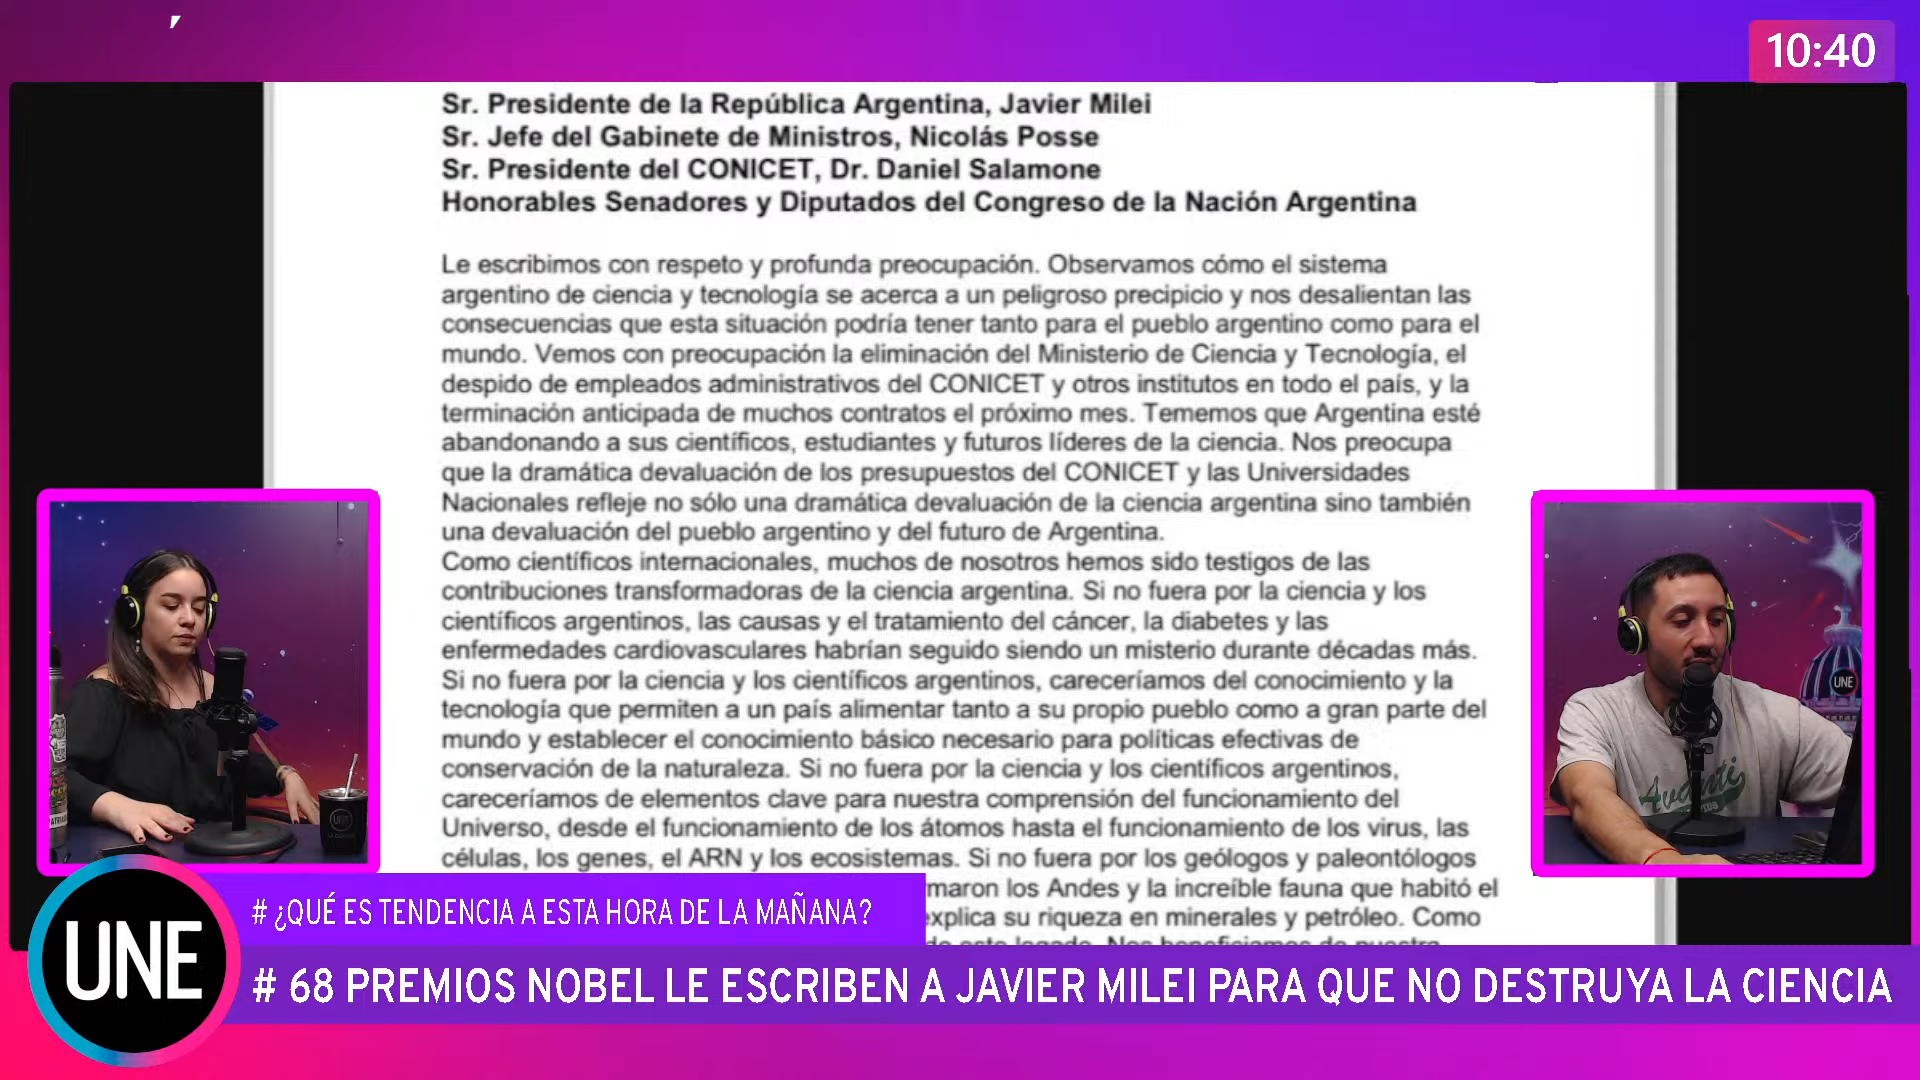 10:40
Sr. Presidente de la República Argentina, Javier Milei
Sr. Jefe del Gabinete de Ministros, Nicolás Posse
Sr. Presidente del CONICET, Dr. Daniel Salamone
Honorables Senadores y Diputados del Congreso de la Nación Argentina
Le escribimos con respeto y profunda preocupación. Observamos cómo el sistema
argentino de ciencia y tecnología se acerca a un peligroso precipicio y nos desalientan las
consecuencias que esta situación podría tener tanto para el pueblo argentino como para el
mundo. Vemos con preocupación la eliminación del Ministerio de Ciencia y Tecnología, el
despido de empleados administrativos del CONICET y otros institutos en todo el país, y la
terminación anticipada de muchos contratos el próximo mes. Tememos que Argentina esté
abandonando a sus científicos, estudiantes y futuros líderes de la ciencia. Nos preocupa
que la dramática devaluación de los presupuestos del CONICET y las Universidades
Nacionales refleje no sólo una dramática devaluación de la ciencia argentina sino también
una devaluación del pueblo argentino y del futuro de Argentina.
Como científicos internacionales, muchos de nosotros hemos sido testigos de las
contribuciones transformadoras de la ciencia argentina. Si no fuera por la ciencia y los
científicos argentinos, las causas y el tratamiento del cáncer, la diabetes y las
enfermedades cardiovasculares habrían seguido siendo un misterio durante décadas más.
Si no fuera por la ciencia y los científicos argentinos, careceríamos del conocimiento y la
tecnología que permiten a un país alimentar tanto a su propio pueblo como a gran parte del
mundo y establecer el conocimiento básico necesario para políticas efectivas de
conservación de la naturaleza. Si no fuera por la ciencia y los científicos argentinos,
careceríamos de elementos clave para nuestra comprensión del funcionamiento del
Universo, desde el funcionamiento de los átomos hasta el funcionamiento de los virus, las
células, los genes, el ARN y los ecosistemas. Si no fuera por los geólogos y paleontólogos
maron los Andes y la increíble fauna que habitó el
explica su riqueza en minerales y petróleo. Como
UNE
UNE
# ¿QUÉ ES TENDENCIA A ESTA HORA DE LA MAÑANA?
UNE
# 68 PREMIOS NOBEL LE ESCRIBEN A JAVIER MILEI PARA QUE NO DESTRUYA LA CIENCIA